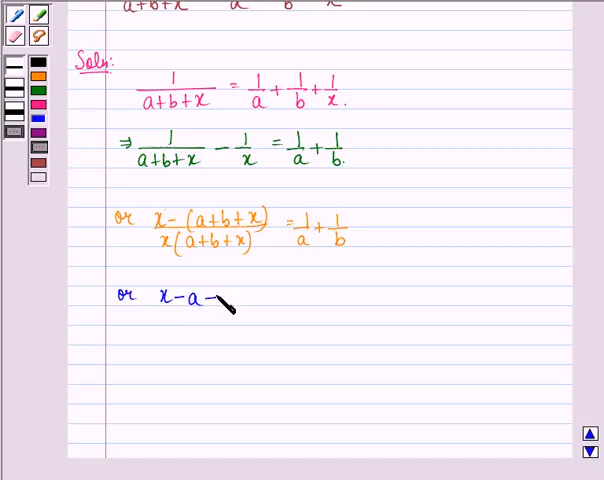 a+b+x a b x
Soln:
1/(a+b+x) = 1/a + 1/b + 1/x.
⇒ 1/(a+b+x) - 1/x = 1/a + 1/b.
or x-(a+b+x)/x(a+b+x) = 1/a + 1/b
or x-a-